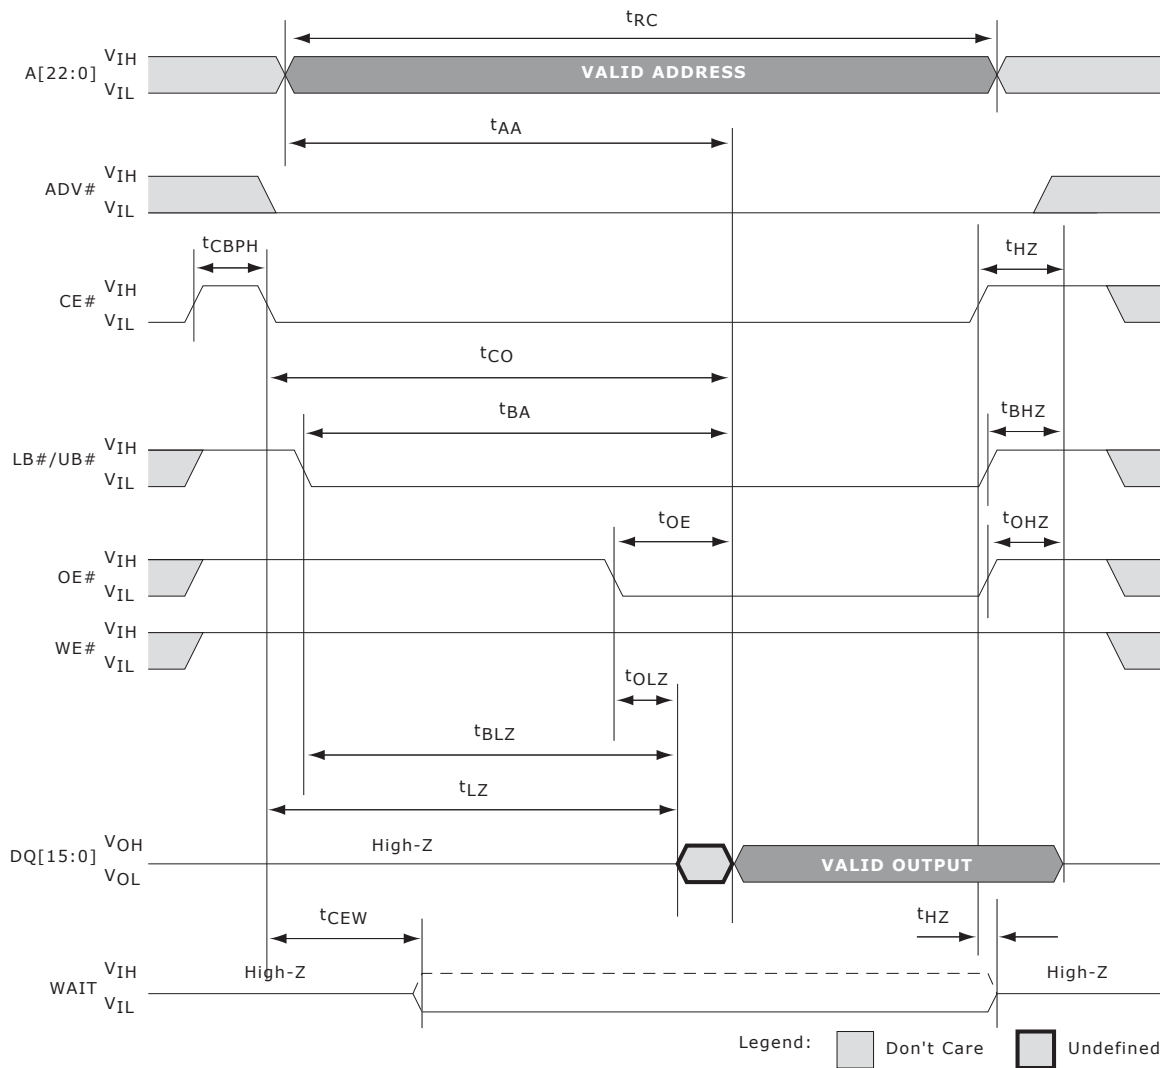 tRC
A[22:0] VIH VIL VALID ADDRESS
tAA
ADV# VIH VIL
tCBPH tHZ
CE# VIH VIL
tCO
tBA tBHZ
LB#/UB# VIH VIL
tOE tOHZ
OE# VIH VIL
WE# VIH VIL
tOLZ
tBLZ
tLZ
DQ[15:0] VOH VOL High-Z VALID OUTPUT
tCEW tHZ
WAIT VIH VIL High-Z High-Z
Legend: Don't Care Undefined